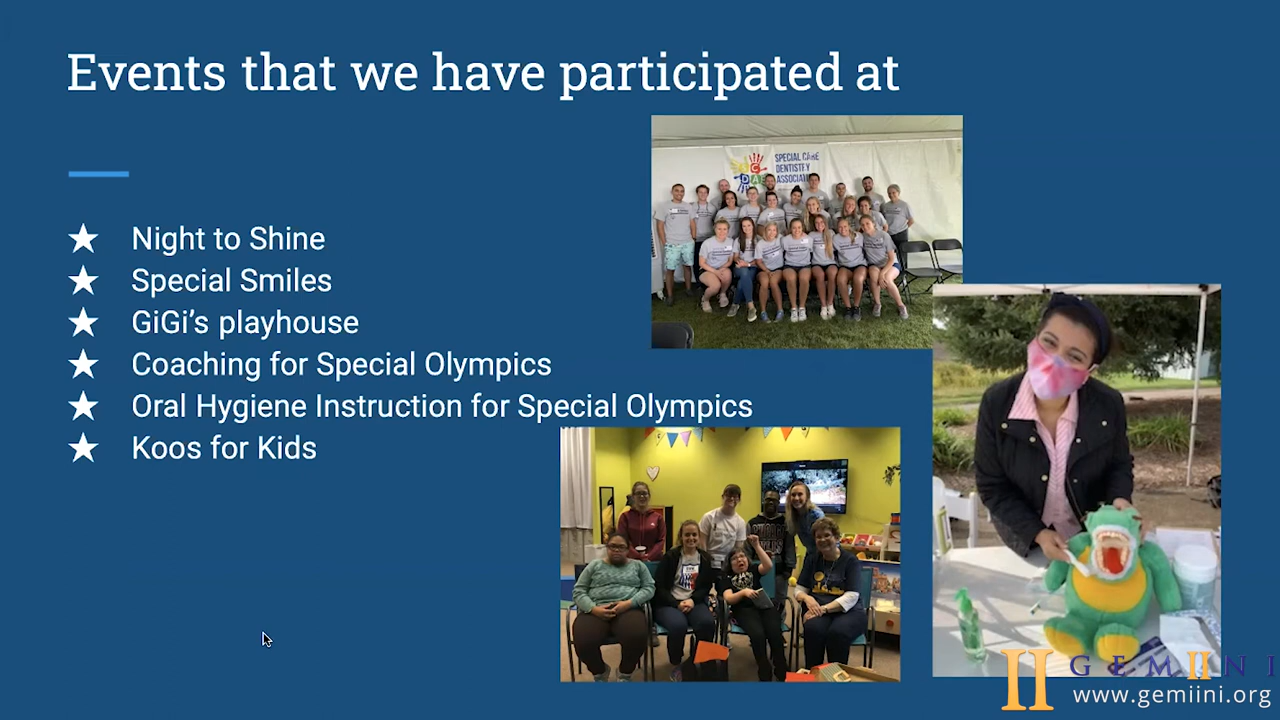 Events that we have participated at
SPECIAL CARE
DENTISTRY
ASSOCIATION
★ Night to Shine
★ Special Smiles
★ GiGi's playhouse
★ Coaching for Special Olympics
★ Oral Hygiene Instruction for Special Olympics
★ Koos for Kids
GEMIINI
www.gemiini.org